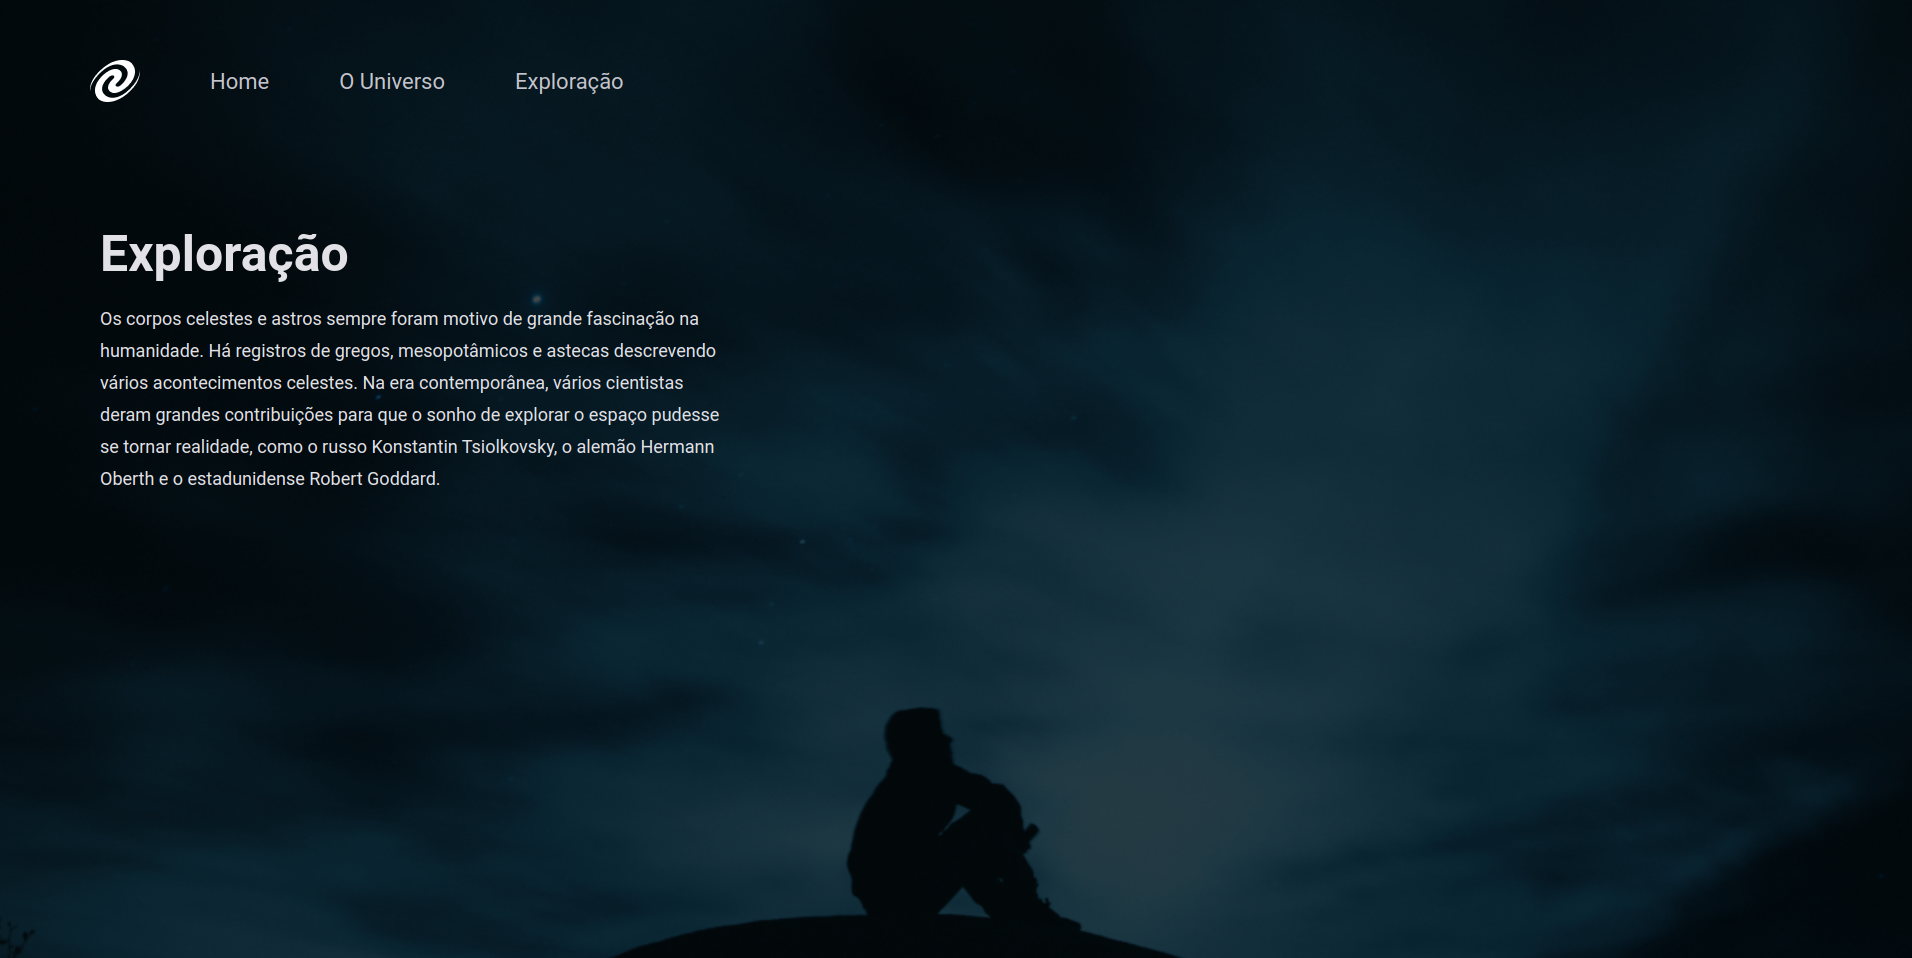 Home
O Universo
Exploração
Exploração
Os corpos celestes e astros sempre foram motivo de grande fascinação na
humanidade. Há registros de gregos, mesopotâmicos e astecas descrevendo
vários acontecimentos celestes. Na era contemporânea, vários cientistas
deram grandes contribuições para que o sonho de explorar o espaço pudesse
se tornar realidade, como o russo Konstantin Tsiolkovsky, o alemão Hermann
Oberth e o estadunidense Robert Goddard.